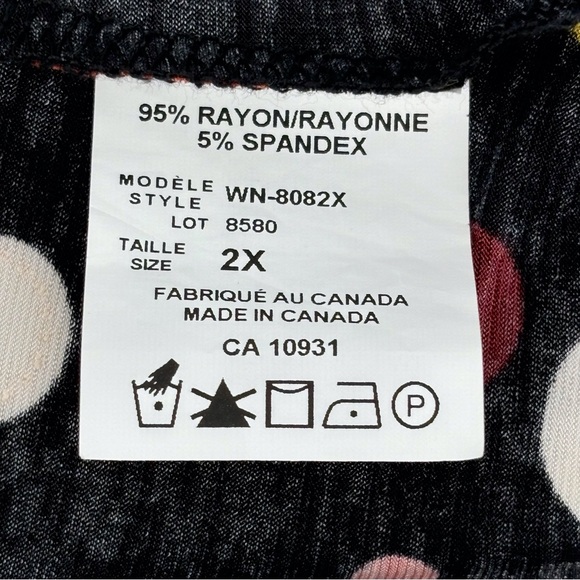 95% RAYON/RAYONNE
5% SPANDEX
MODÈLE
STYLE WN-8082X
LOT 8580
TAILLE
SIZE 2X
FABRIQUÉ AU CANADA
MADE IN CANADA
CA 10931
P